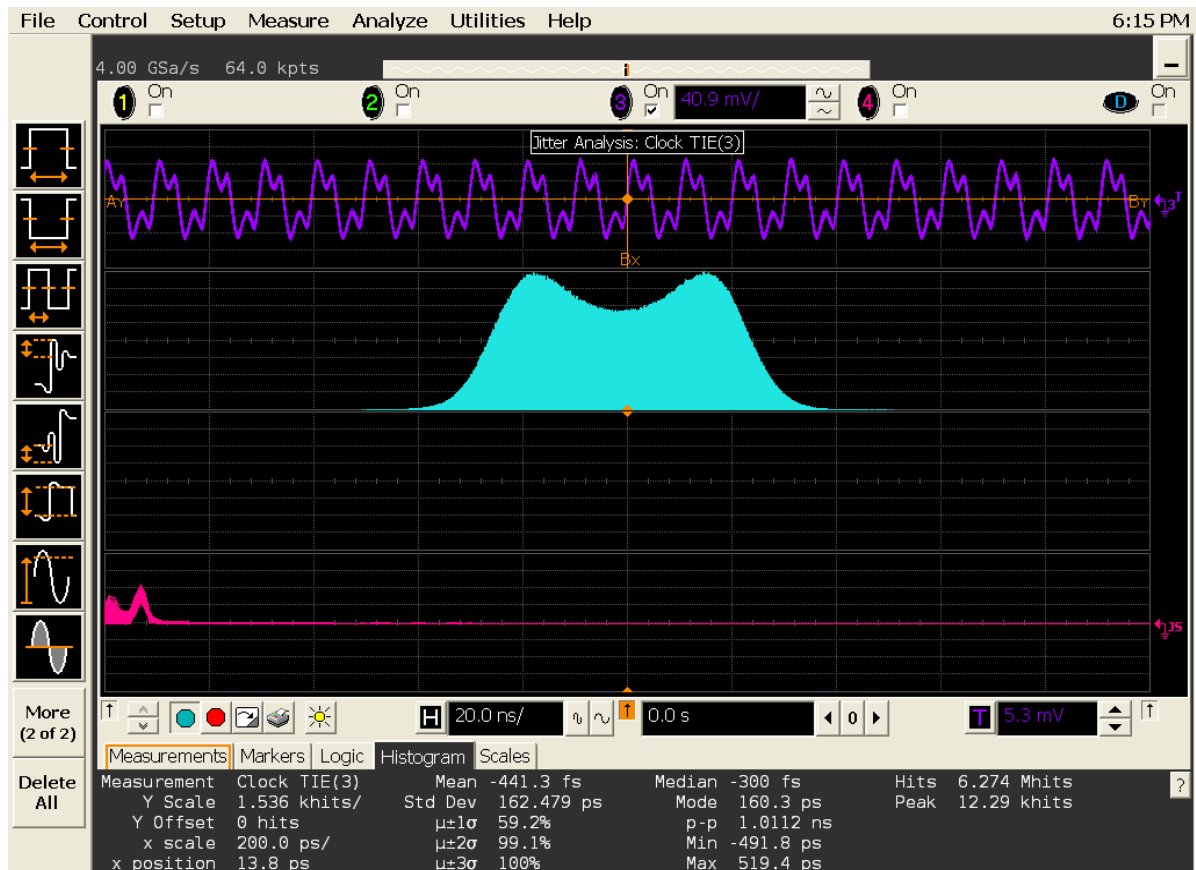 File Control Setup Measure Analyze Utilities Help 6:15 PM
4.00 GSa/s 64.0 kpts
1 On 2 On 3 On 40.9 mV/ 4 On D On
Jitter Analysis: Clock TIE(3)
AY BY 3T
BX
JS
More
(2 of 2)
Delete
All
H 20.0 ns/ 0.0 s 0 T 5.3 mV
Measurements Markers Logic Histogram Scales
Measurement Clock TIE(3) Mean -441.3 fs Median -300 fs Hits 6.274 Mhits ?
Y Scale 1.536 khits/ Std Dev 162.479 ps Mode 160.3 ps Peak 12.29 khits
Y Offset 0 hits μ±1σ 59.2% p-p 1.0112 ns
x scale 200.0 ps/ μ±2σ 99.1% Min -491.8 ps
x position 13.8 ps μ±3σ 100% Max 519.4 ps